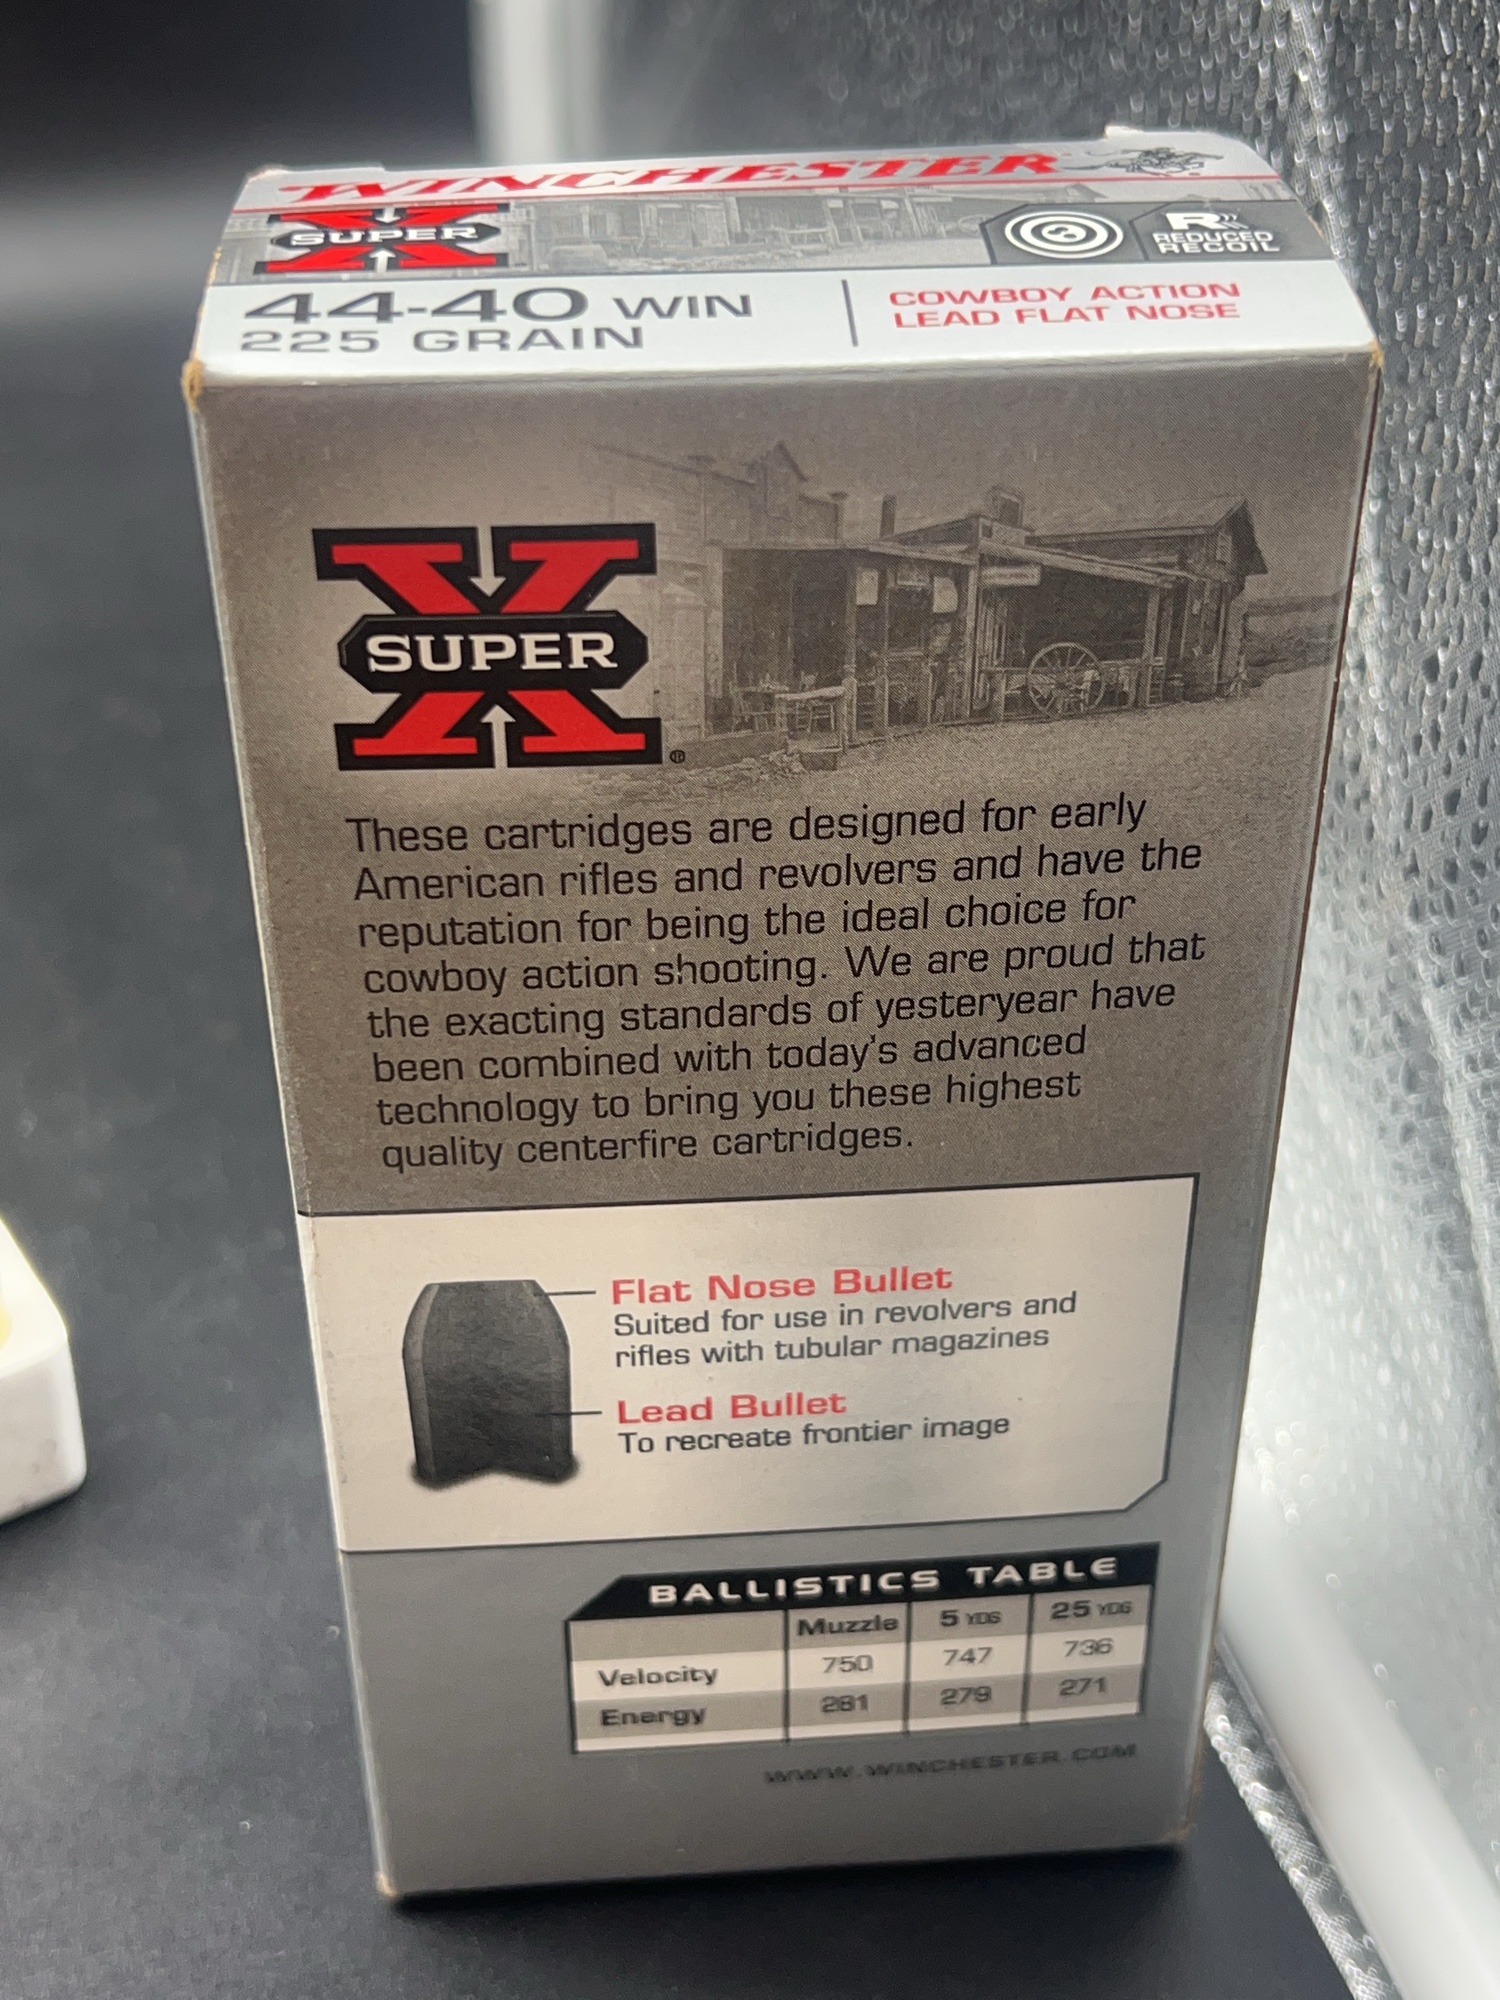 WINCHESTER
SUPER X
3
R
REDUCED
RECOIL
44-40 WIN
225 GRAIN
COWBOY ACTION
LEAD FLAT NOSE
SUPER X ®
These cartridges are designed for early
American rifles and revolvers and have the
reputation for being the ideal choice for
cowboy action shooting. We are proud that
the exacting standards of yesteryear have
been combined with today's advanced
technology to bring you these highest
quality centerfire cartridges.
Flat Nose Bullet
Suited for use in revolvers and
rifles with tubular magazines
Lead Bullet
To recreate frontier image
BALLISTICS TABLE
Muzzle 5 YDS 25 YDS
Velocity 750 747 736
Energy 281 279 271
WWW.WINCHESTER.COM